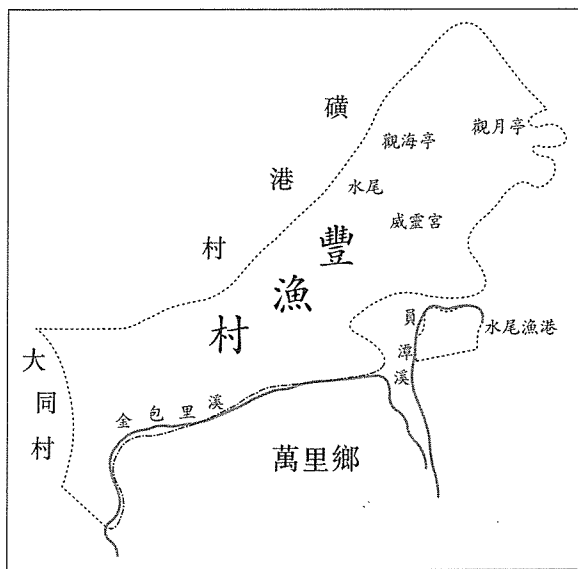 磺港村
觀月亭
觀海亭
水尾
威靈宮
豐漁村
員潭溪
水尾漁港
大同村
金包里溪
萬里鄉